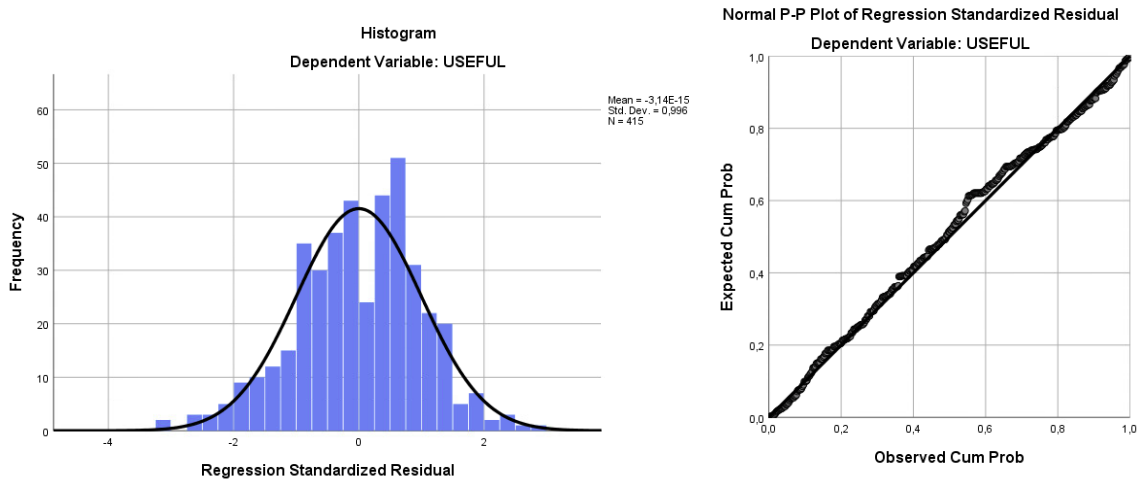 Histogram
Dependent Variable: USEFUL
Mean = -3,14E-15
Std. Dev. = 0,996
N = 415
60
50
40
30
20
10
0
-4
-2
0
2
Frequency
Regression Standardized Residual
Normal P-P Plot of Regression Standardized Residual
Dependent Variable: USEFUL
1,0
0,8
0,6
0,4
0,2
0,0
0,0
0,2
0,4
0,6
0,8
1,0
Expected Cum Prob
Observed Cum Prob